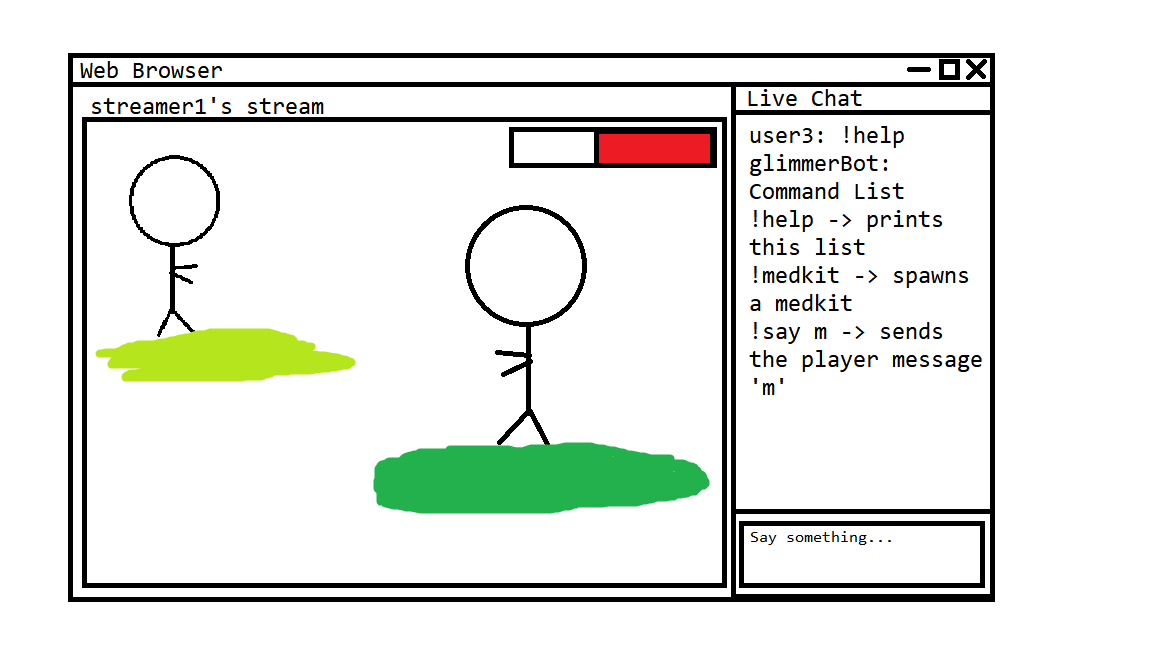 Web Browser
streamer1's stream
Live Chat
user3: !help
glimmerBot:
Command List
!help -> prints
this list
!medkit -> spawns
a medkit
!say m -> sends
the player message
'm'
Say something...